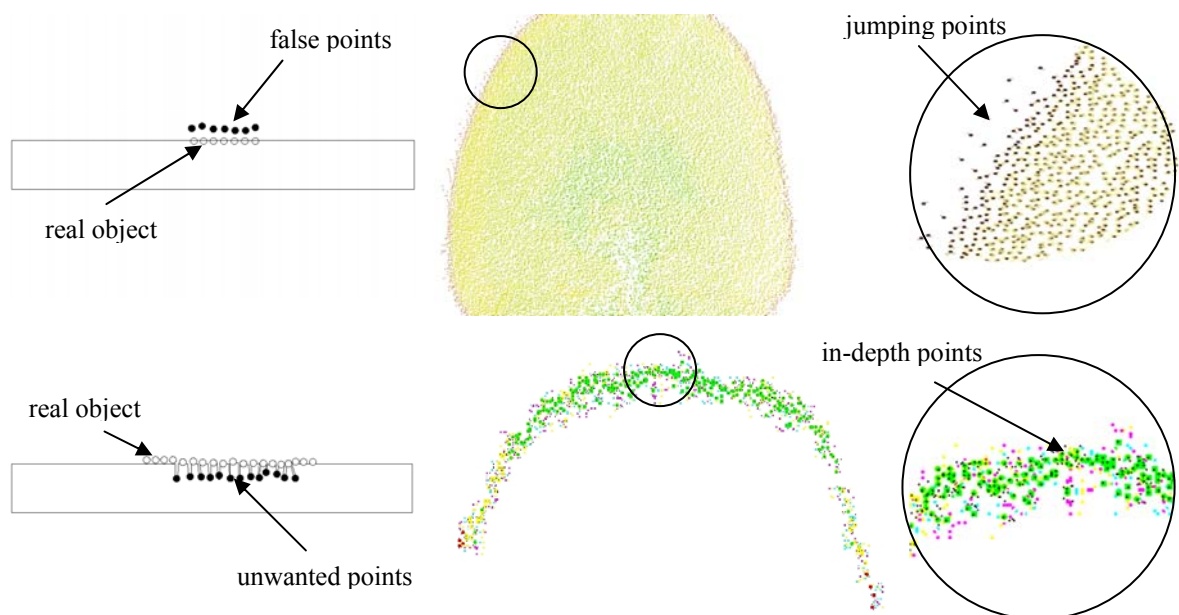 false points
jumping points
real object
in-depth points
real object
unwanted points